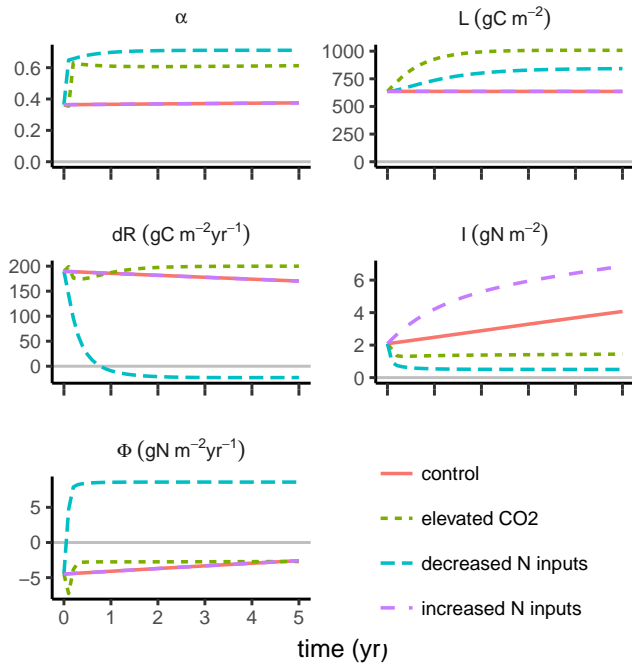 α
0.6
0.4
0.2
0.0
L (gC m⁻²)
1000
750
500
250
0
dR (gC m⁻²yr⁻¹)
200
150
100
50
0
I (gN m⁻²)
6
4
2
0
Φ (gN m⁻²yr⁻¹)
5
0
−5
0 1 2 3 4 5
time (yr)
control
elevated CO2
decreased N inputs
increased N inputs